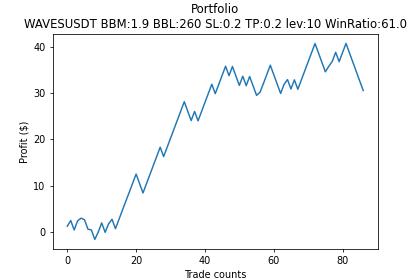 Portfolio
WAVESUSDT BBM:1.9 BBL:260 SL:0.2 TP:0.2 lev:10 WinRatio:61.0
Profit ($)
40
30
20
10
0
0 20 40 60 80
Trade counts